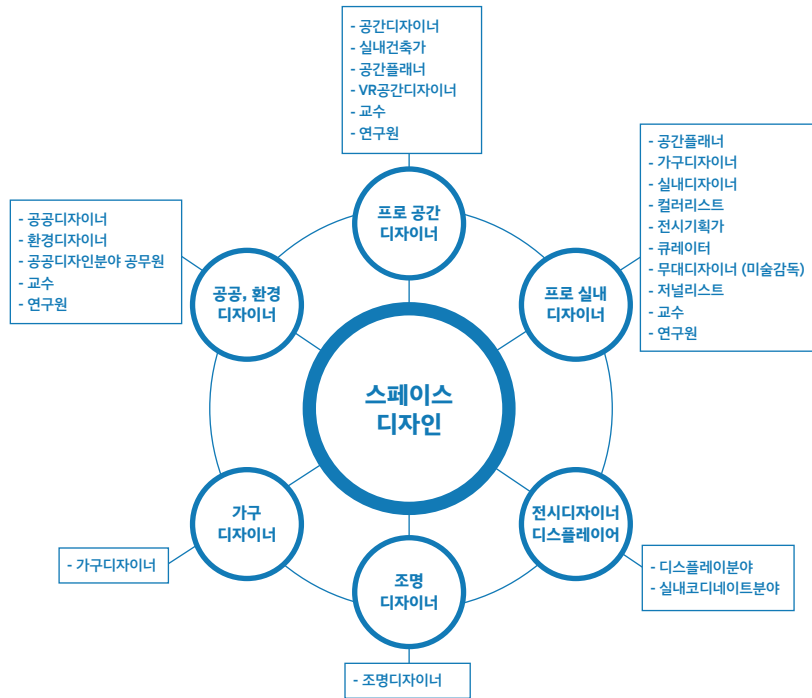 - 공간디자이너
- 실내건축가
- 공간플래너
- VR공간디자이너
- 교수
- 연구원
프로 공간
디자이너
- 공간플래너
- 가구디자이너
- 실내디자이너
- 컬러리스트
- 전시기획가
- 큐레이터
- 무대디자이너 (미술감독)
- 저널리스트
- 교수
- 연구원
프로 실내
디자이너
- 공공디자이너
- 환경디자이너
- 공공디자인분야 공무원
- 교수
- 연구원
공공, 환경
디자이너
스페이스
디자인
가구
디자이너
- 가구디자이너
전시디자이너
디스플레이어
- 디스플레이분야
- 실내코디네이트분야
조명
디자이너
- 조명디자이너